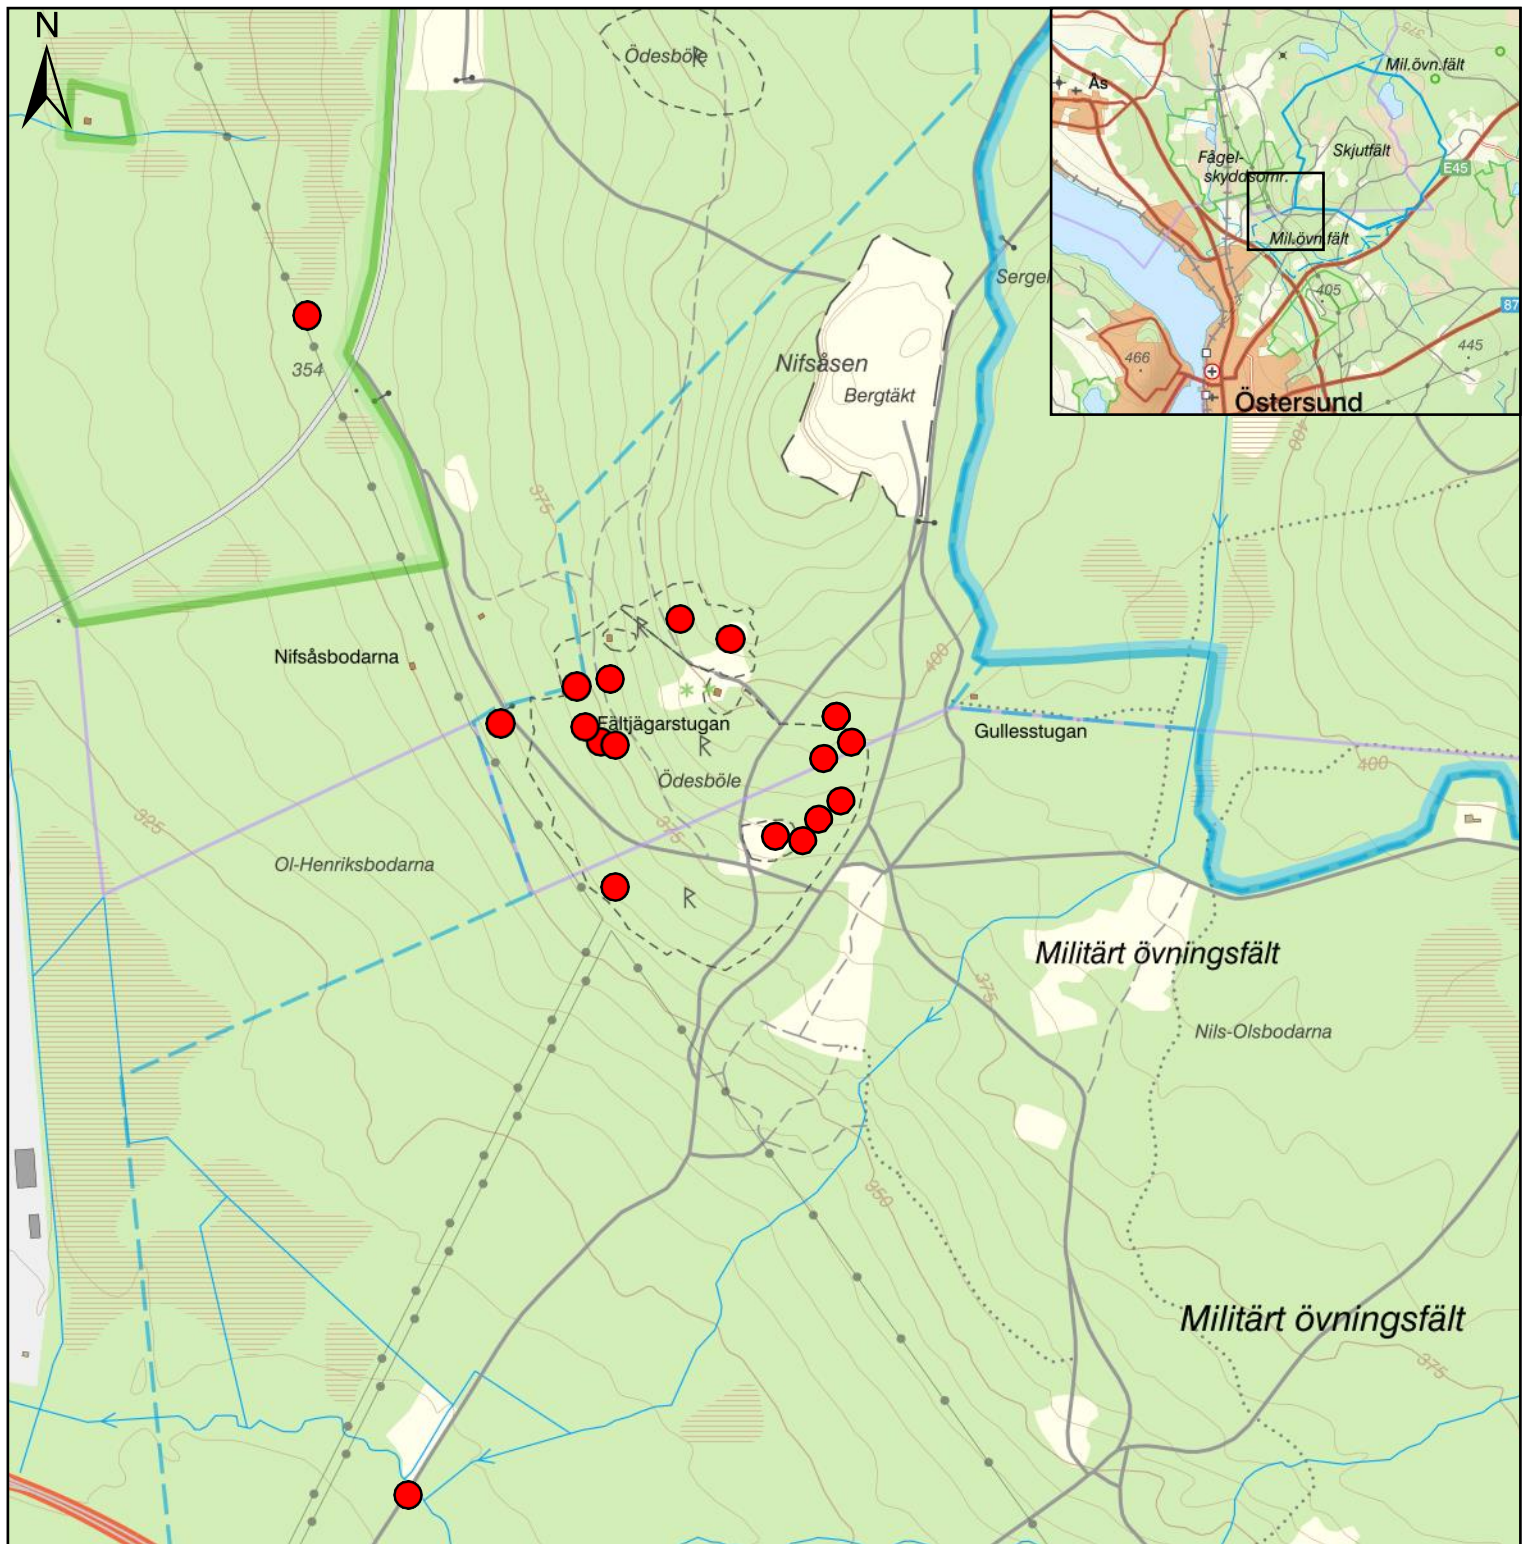 N
Ödesböle
375
Mil.övn.fält
Ås
Fågel-
skyddsomr.
Skjutfält
E45
Mil.övn.fält
405
87
466
445
Östersund
Sergel
Nifsåsen
354
Bergtäkt
400
375
Nifsåsbodarna
400
Fältjägarstugan
Gullesstugan
400
Ödesböle
325
375
Ol-Henriksbodarna
Militärt övningsfält
375
Nils-Olsbodarna
350
Militärt övningsfält
375